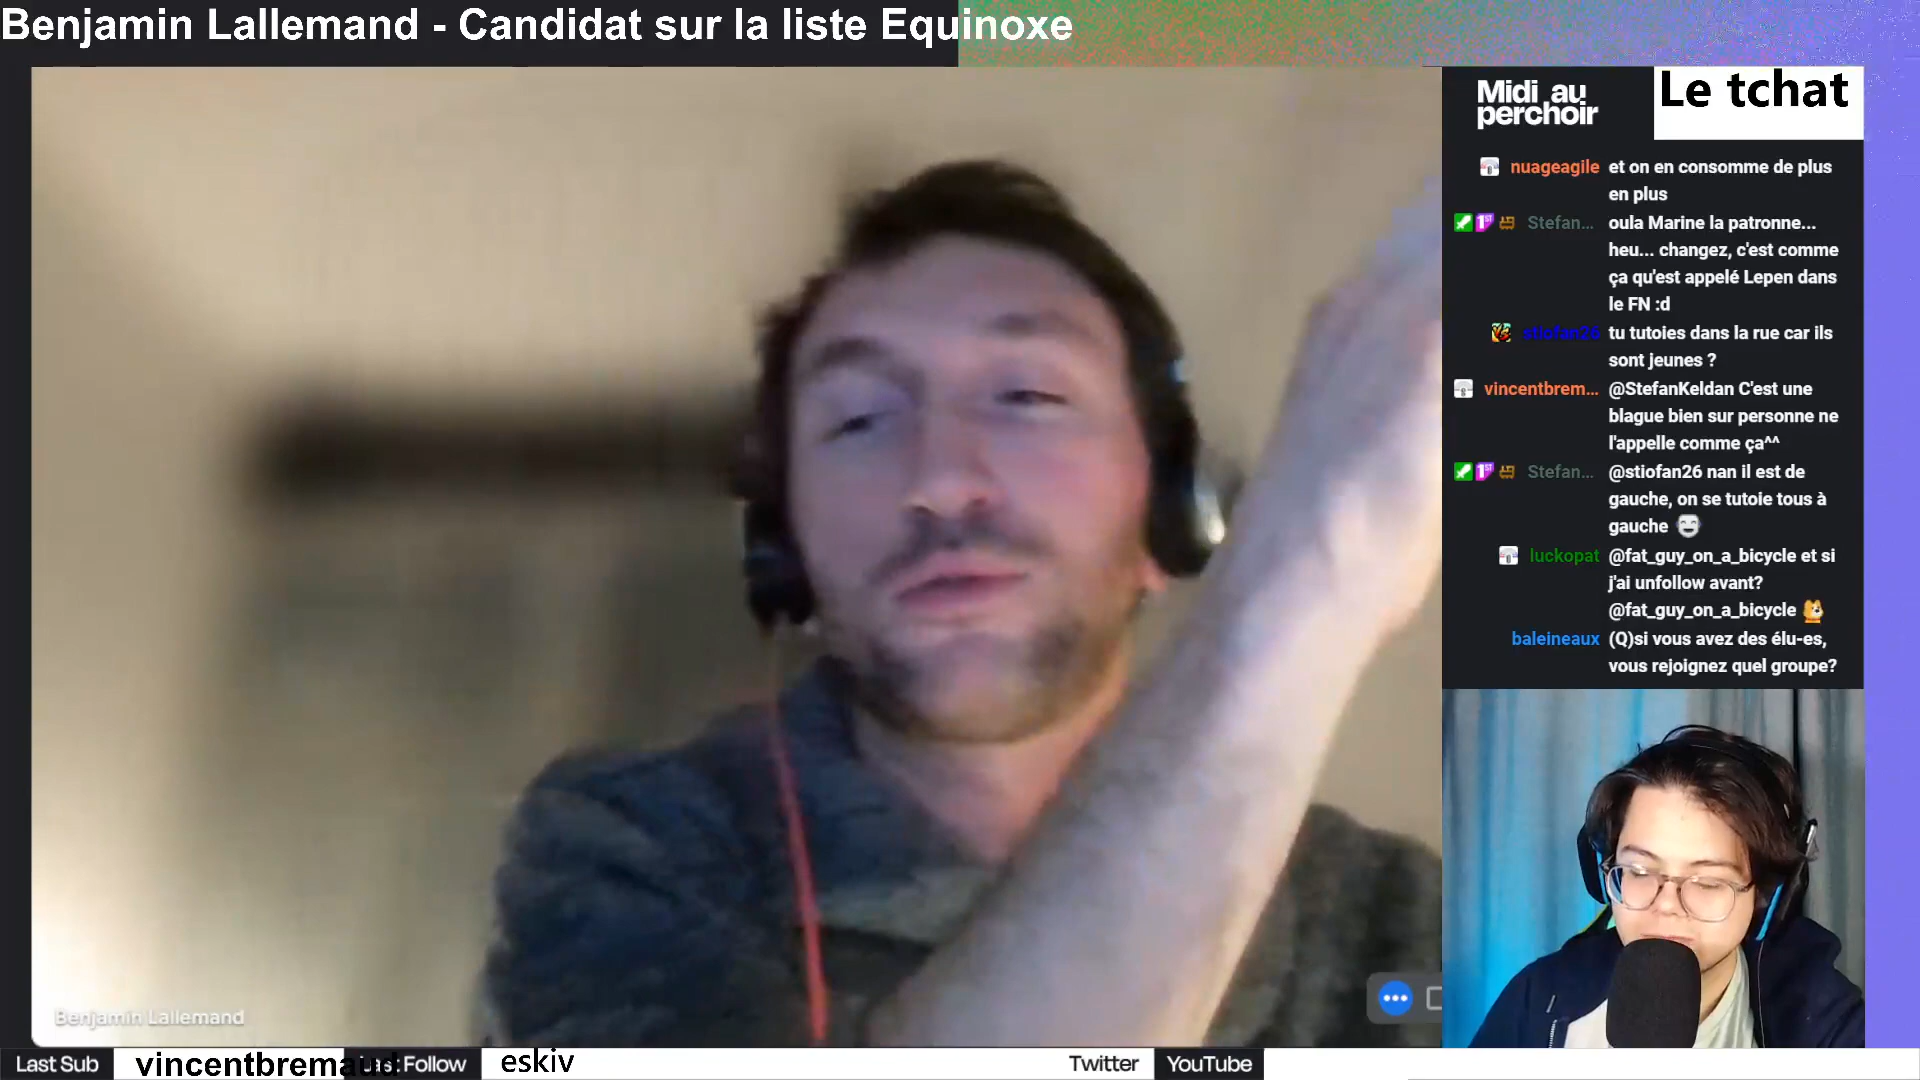 Benjamin Lallemand - Candidat sur la liste Equinoxe
Midi au
perchoir
Le tchat
nuageagile et on en consomme de plus
en plus
Stefan... oula Marine la patronne...
heu... changez, c'est comme
ça qu'est appelé Lepen dans
le FN :d
stiofan26 tu tutoies dans la rue car ils
sont jeunes ?
vincentbrem... @StefanKeldan C'est une
blague bien sur personne ne
l'appelle comme ça^^
Stefan... @stiofan26 nan il est de
gauche, on se tutoie tous à
gauche
luckopat @fat_guy_on_a_bicycle et si
j'ai unfollow avant?
@fat_guy_on_a_bicycle
baleineaux (Q)si vous avez des élu-es,
vous rejoignez quel groupe?
Benjamin Lallemand
Last Sub vincentbremaud Last Follow eskiv Twitter YouTube